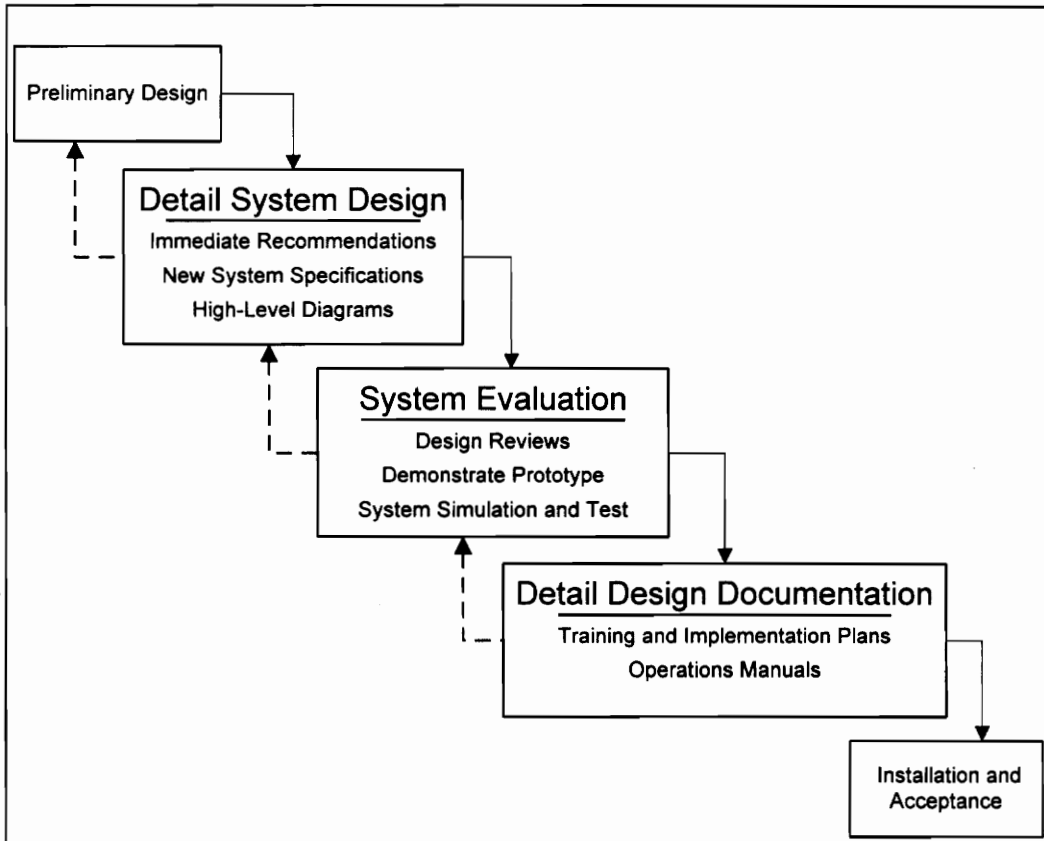 Preliminary Design
Detail System Design
Immediate Recommendations
New System Specifications
High-Level Diagrams
System Evaluation
Design Reviews
Demonstrate Prototype
System Simulation and Test
Detail Design Documentation
Training and Implementation Plans
Operations Manuals
Installation and
Acceptance